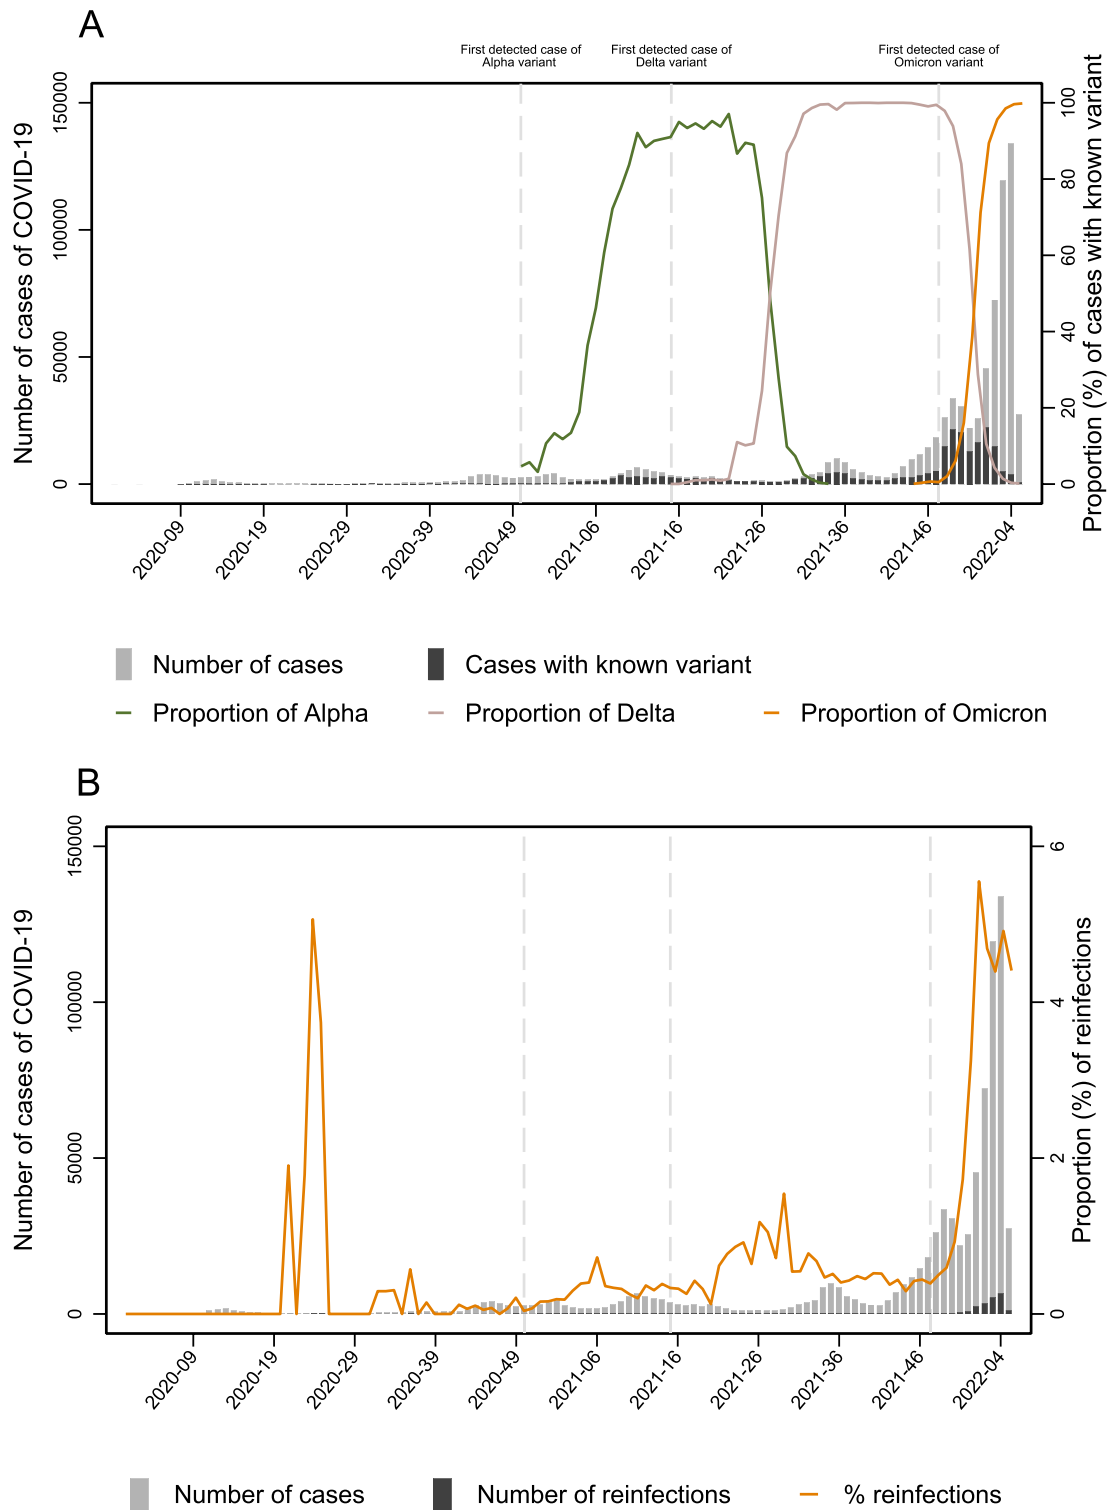 A
First detected case of
Alpha variant
First detected case of
Delta variant
First detected case of
Omicron variant
Number of cases of COVID-19
0
50000
100000
150000
Proportion (%) of cases with known variant
0
20
40
60
80
100
2020-09
2020-19
2020-29
2020-39
2020-49
2021-06
2021-16
2021-26
2021-36
2021-46
2022-04
Number of cases
Cases with known variant
Proportion of Alpha
Proportion of Delta
Proportion of Omicron
B
Number of cases of COVID-19
0
50000
100000
150000
Proportion (%) of reinfections
0
2
4
6
2020-09
2020-19
2020-29
2020-39
2020-49
2021-06
2021-16
2021-26
2021-36
2021-46
2022-04
Number of cases
Number of reinfections
% reinfections